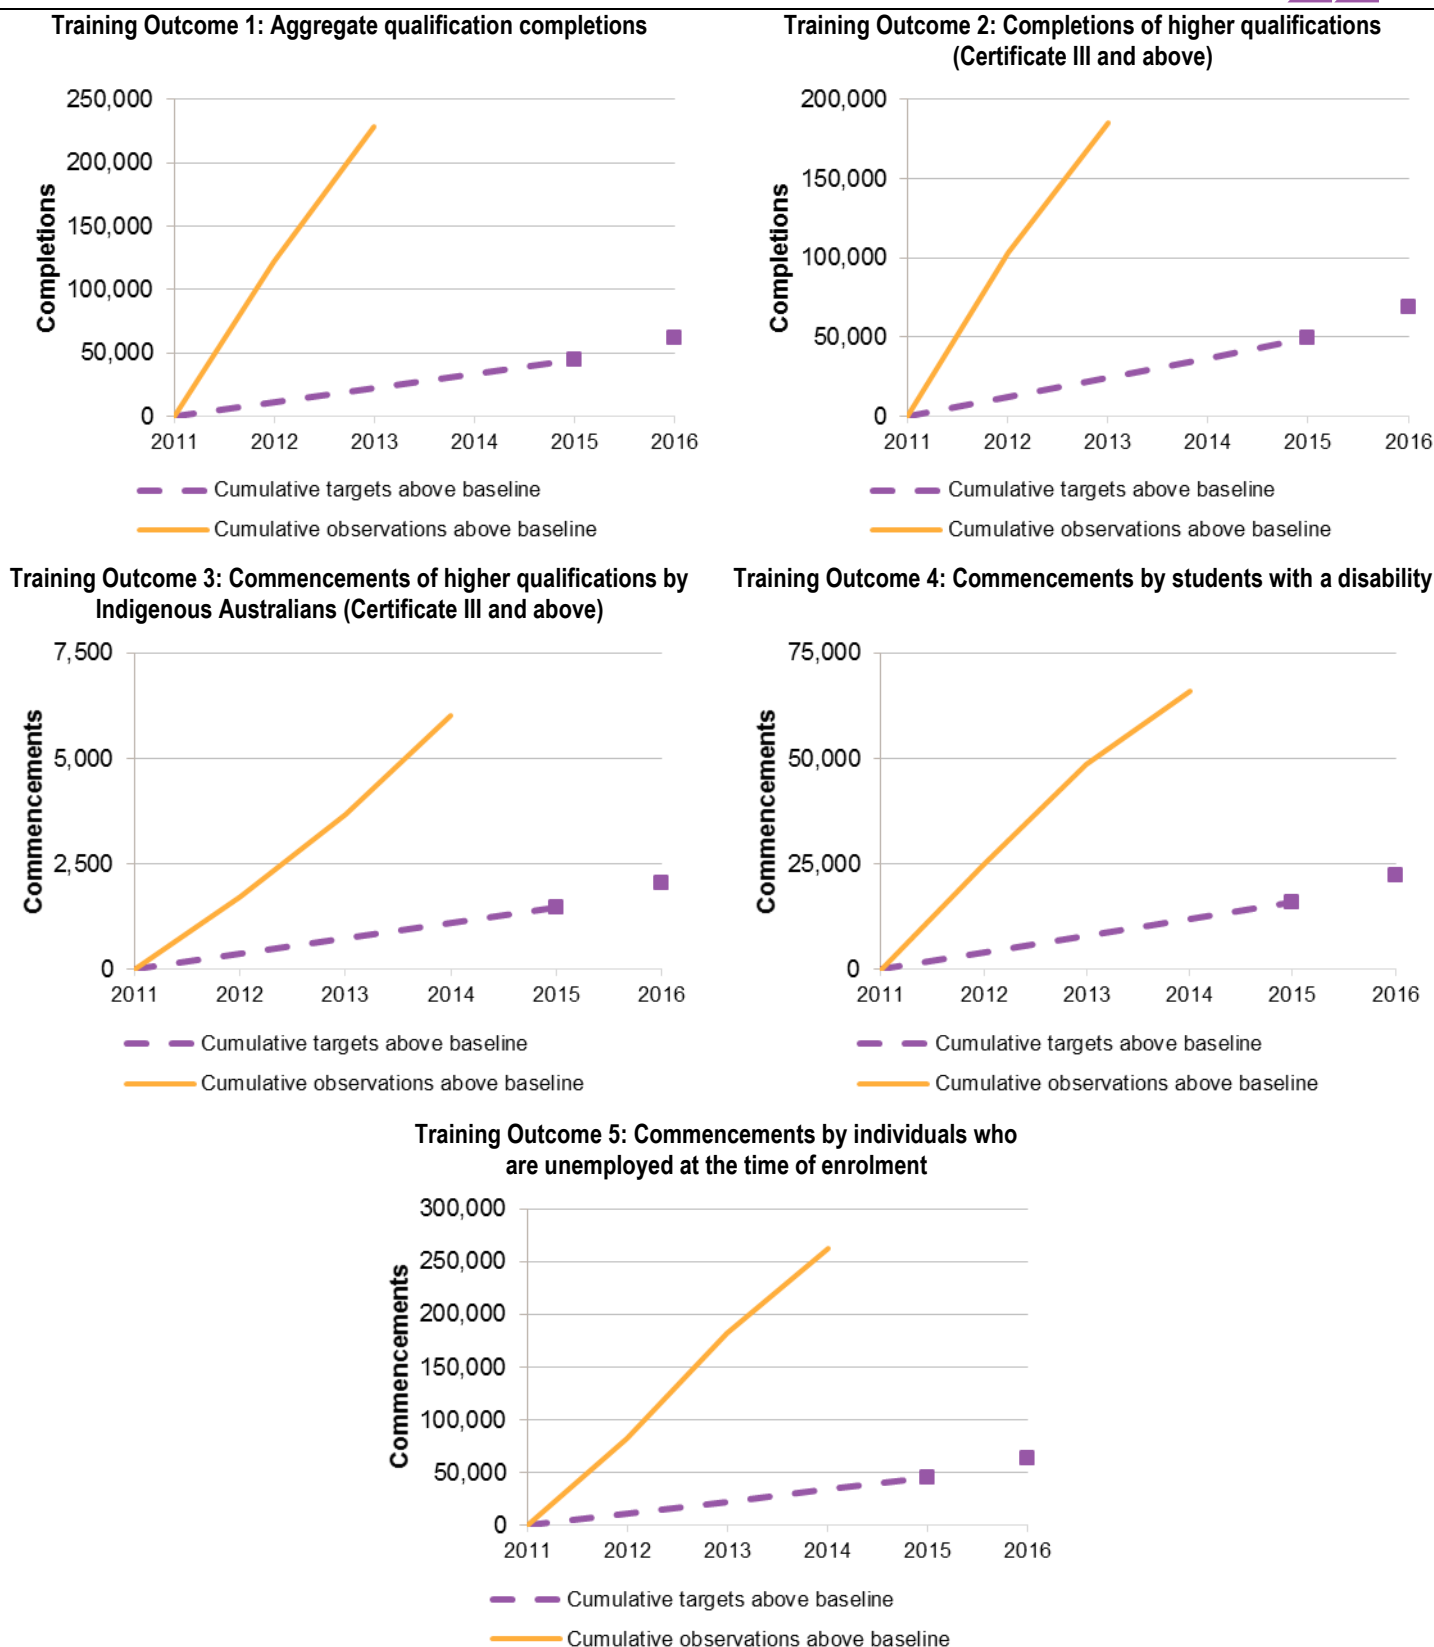 Training Outcome 1: Aggregate qualification completions
250,000
200,000
150,000
100,000
50,000
0
Completions
2011 2012 2013 2014 2015 2016
Cumulative targets above baseline
Cumulative observations above baseline
Training Outcome 2: Completions of higher qualifications
(Certificate III and above)
200,000
150,000
100,000
50,000
0
Completions
2011 2012 2013 2014 2015 2016
Cumulative targets above baseline
Cumulative observations above baseline
Training Outcome 3: Commencements of higher qualifications by
Indigenous Australians (Certificate III and above)
7,500
5,000
2,500
0
Commencements
2011 2012 2013 2014 2015 2016
Cumulative targets above baseline
Cumulative observations above baseline
Training Outcome 4: Commencements by students with a disability
75,000
50,000
25,000
0
Commencements
2011 2012 2013 2014 2015 2016
Cumulative targets above baseline
Cumulative observations above baseline
Training Outcome 5: Commencements by individuals who
are unemployed at the time of enrolment
300,000
250,000
200,000
150,000
100,000
50,000
0
Commencements
2011 2012 2013 2014 2015 2016
Cumulative targets above baseline
Cumulative observations above baseline